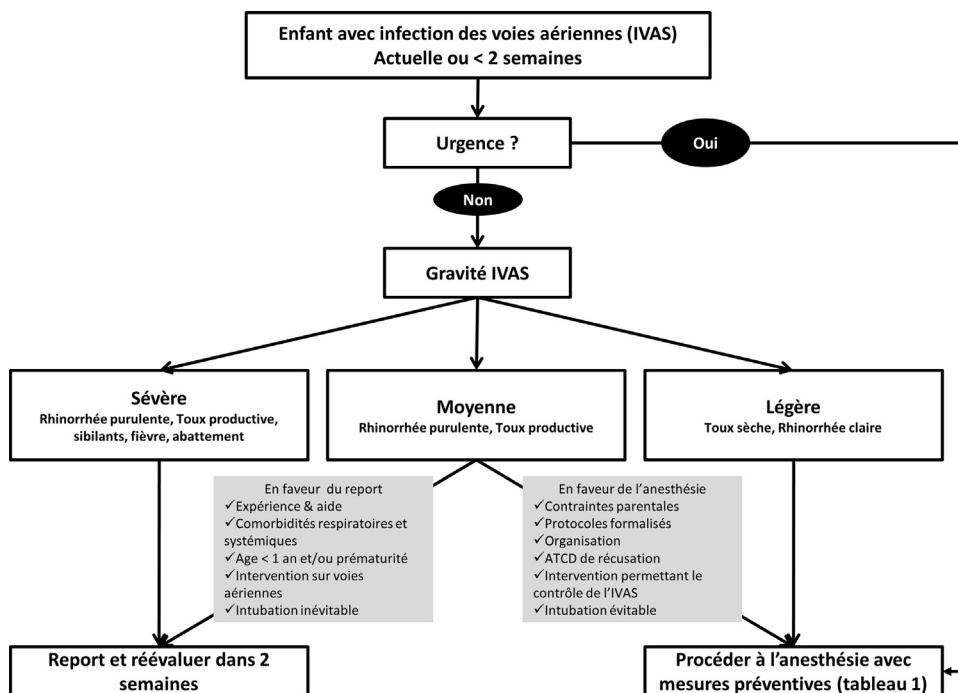 Enfant avec infection des voies aériennes (IVAS)
Actuelle ou < 2 semaines
Urgence ?
Oui
Non
Gravité IVAS
Sévère
Rhinorrhée purulente, Toux productive,
sibilants, fièvre, abattement
Moyenne
Rhinorrhée purulente, Toux productive
Légère
Toux sèche, Rhinorrhée claire
En faveur du report
✓Expérience & aide
✓Comorbidités respiratoires et
systémiques
✓Age < 1 an et/ou prématurité
✓Intervention sur voies
aériennes
✓Intubation inévitable
En faveur de l’anesthésie
✓Contraintes parentales
✓Protocoles formalisés
✓Organisation
✓ATCD de récusation
✓Intervention permettant le
contrôle de l’IVAS
✓Intubation évitable
Report et réévaluer dans 2
semaines
Procéder à l’anesthésie avec
mesures préventives (tableau 1)